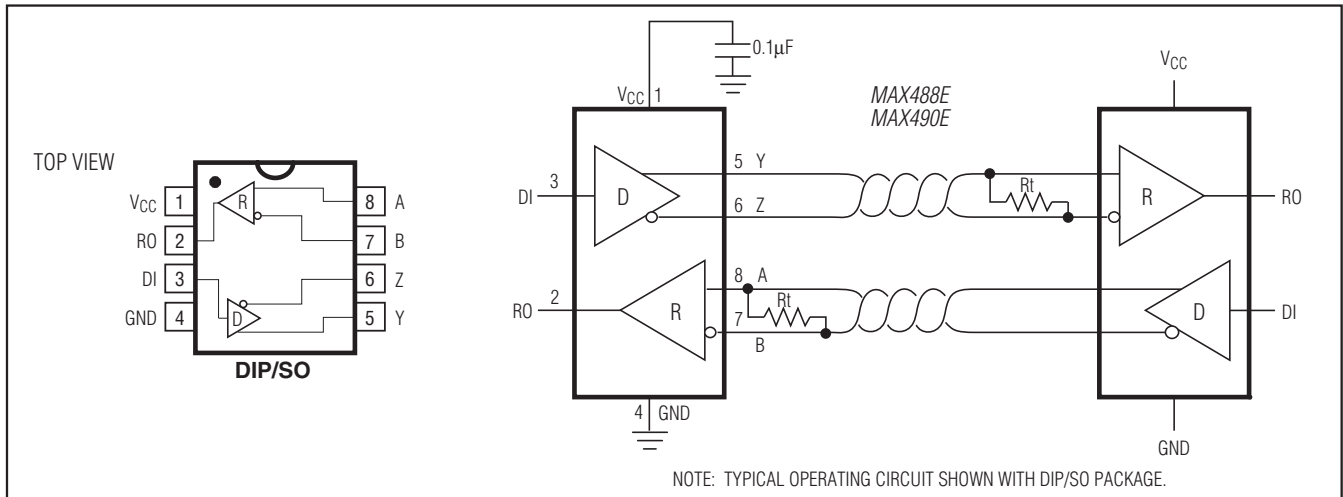 TOP VIEW
VCC 1
RO 2
DI 3
GND 4
8 A
7 B
6 Z
5 Y
R
D
DIP/SO
0.1µF
VCC 1
MAX488E
MAX490E
VCC
DI 3
D
5 Y
6 Z
Rt
R
RO
RO 2
R
8 A
Rt
7
B
D
DI
4 GND
GND
NOTE: TYPICAL OPERATING CIRCUIT SHOWN WITH DIP/SO PACKAGE.